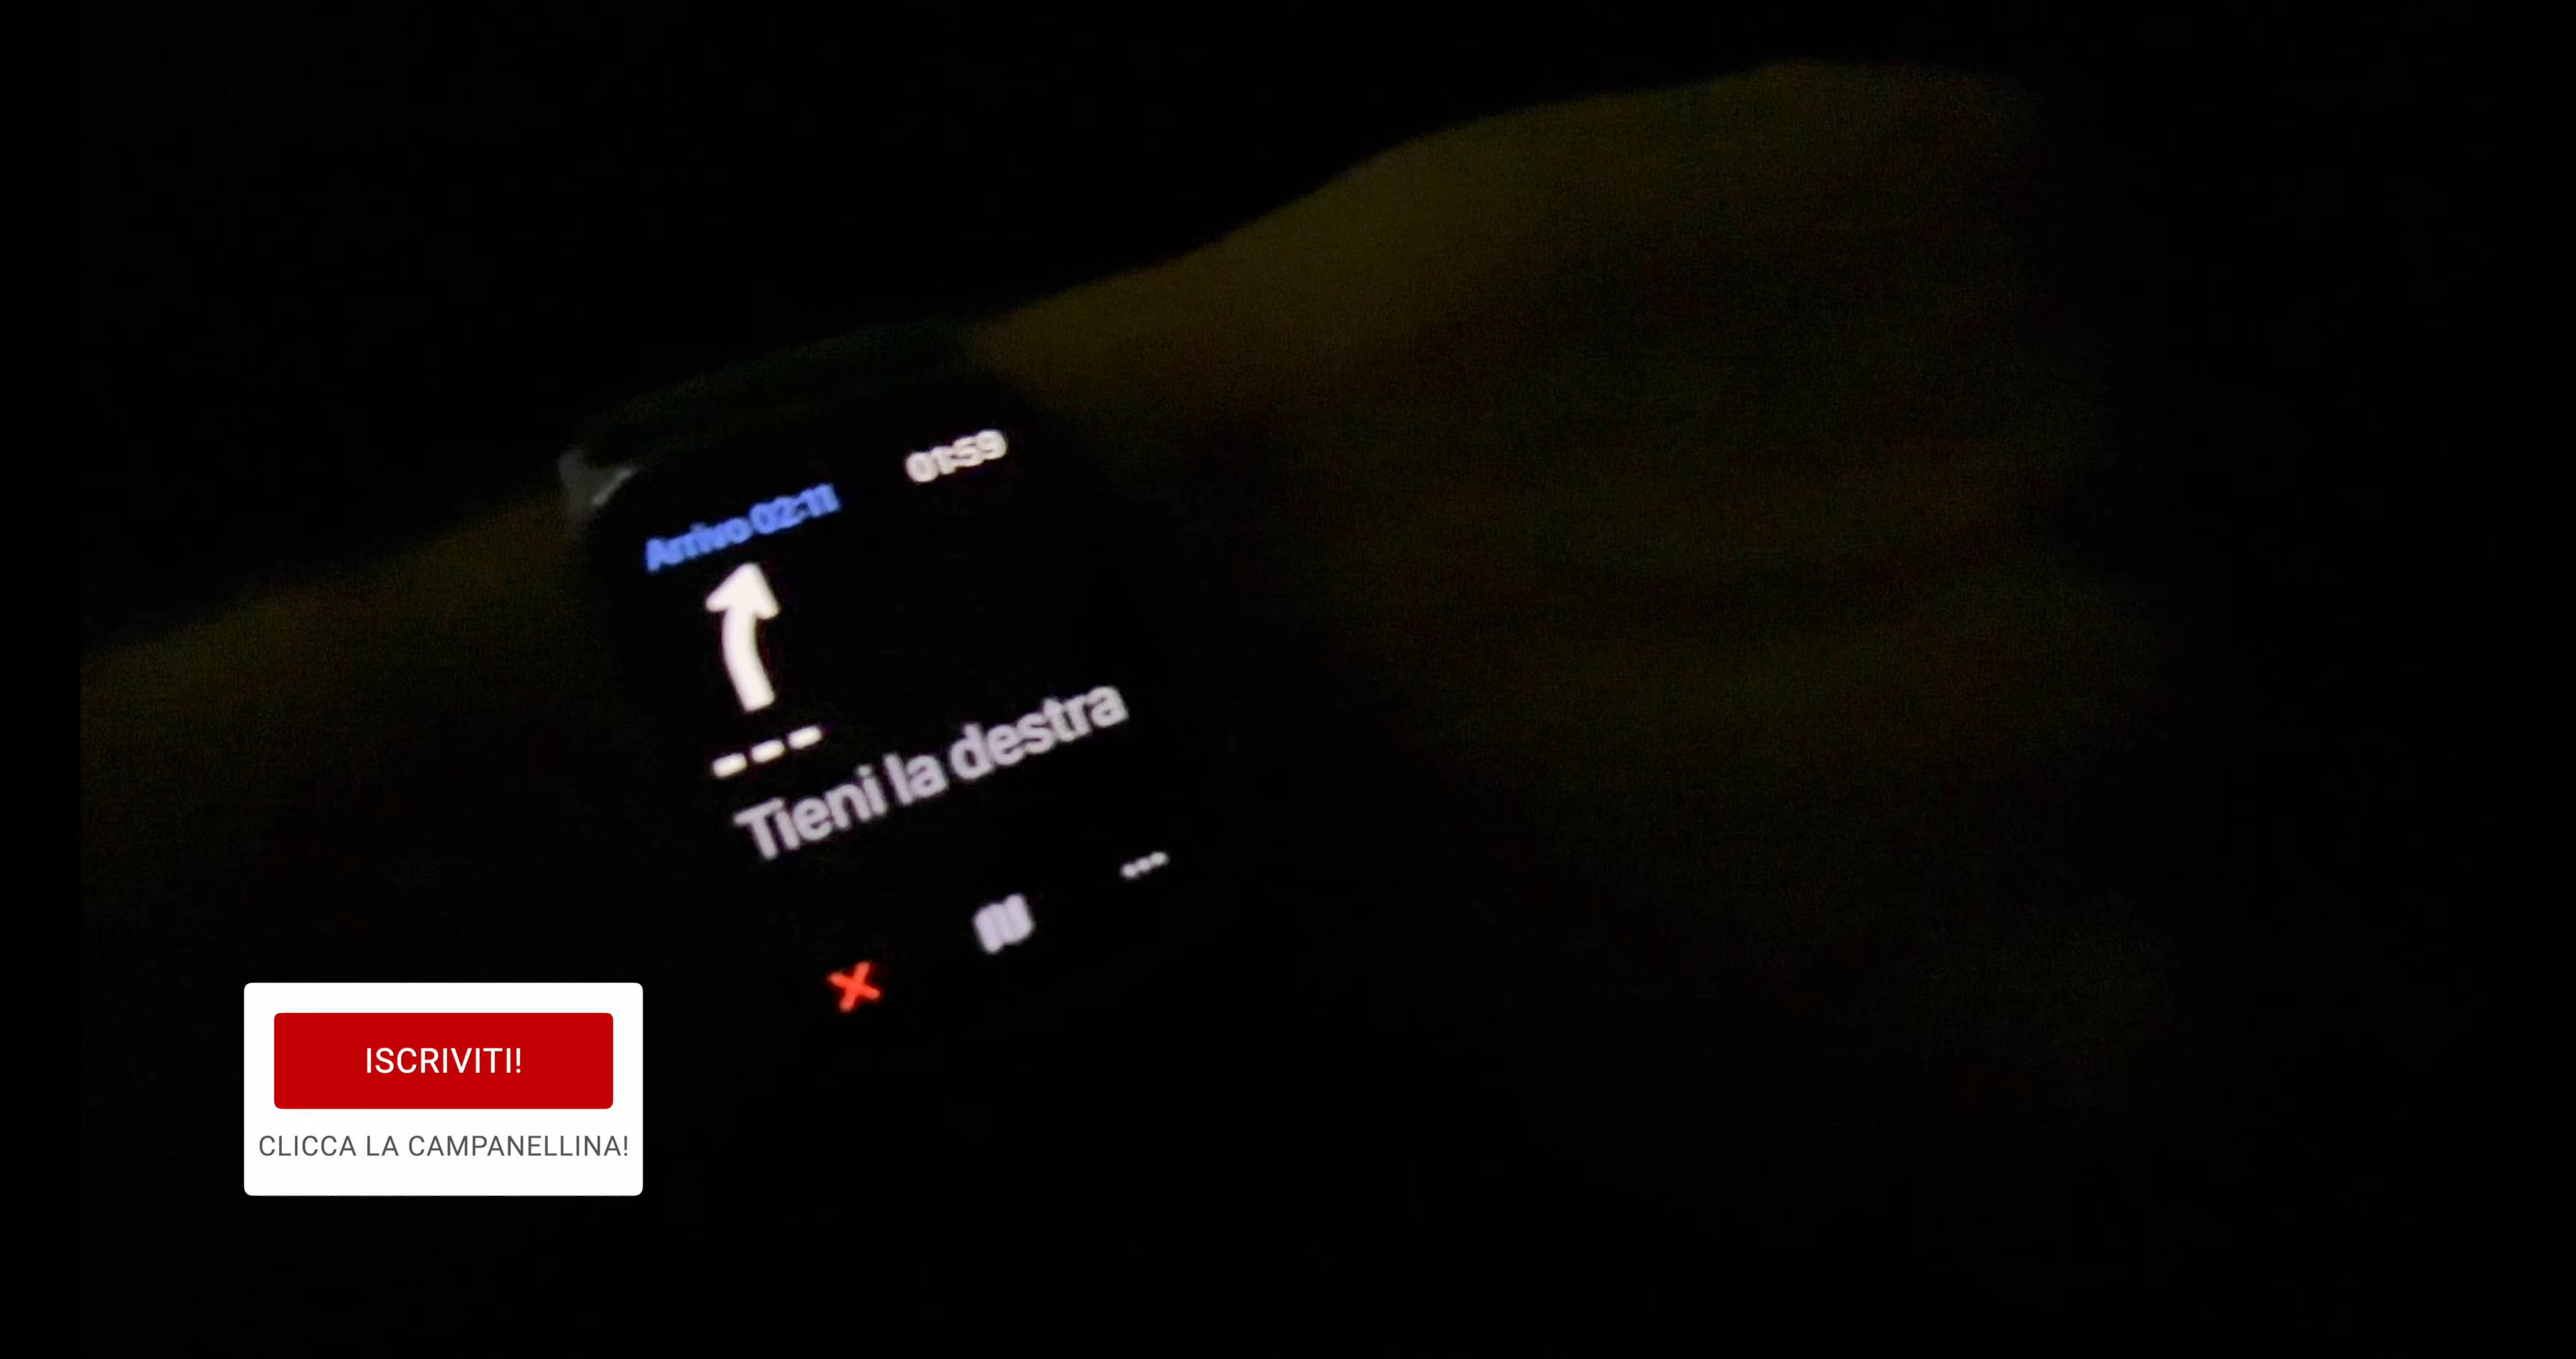 01:59
Arrivo 02:11
---
Tieni la destra
ISCRIVITI!
CLICCA LA CAMPANELLINA!